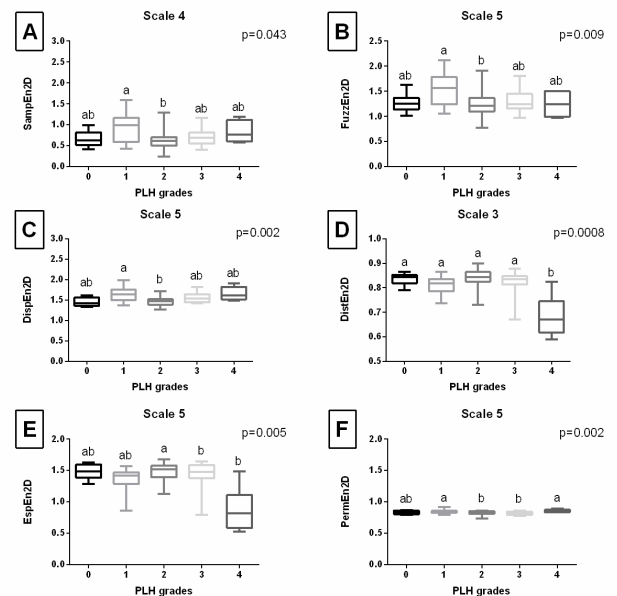 A
Scale 4
p=0.043
SampEn2D
3.0
2.5
2.0
1.5
1.0
0.5
0.0
ab a b ab ab
0 1 2 3 4
PLH grades
B
Scale 5
p=0.009
FuzzEn2D
2.5
2.0
1.5
1.0
0.5
0.0
ab a b ab ab
0 1 2 3 4
PLH grades
C
Scale 5
p=0.002
DispEn2D
3.0
2.5
2.0
1.5
1.0
0.5
0.0
ab a b ab ab
0 1 2 3 4
PLH grades
D
Scale 3
p=0.0008
DistEn2D
1.0
0.9
0.8
0.7
0.6
0.5
a a a a b
0 1 2 3 4
PLH grades
E
Scale 5
p=0.005
EspEn2D
2.0
1.5
1.0
0.5
0.0
ab ab a b b
0 1 2 3 4
PLH grades
F
Scale 5
p=0.002
PermEn2D
2.0
1.5
1.0
0.5
0.0
ab a b b a
0 1 2 3 4
PLH grades